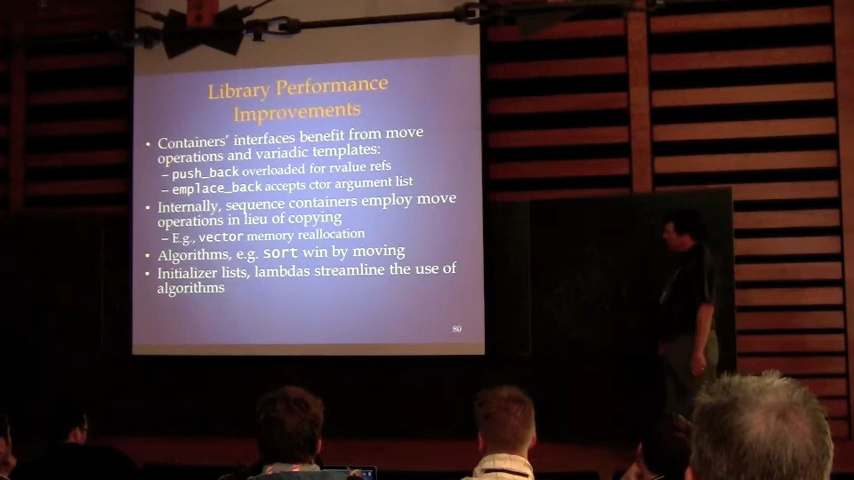 Library Performance
Improvements
• Containers' interfaces benefit from move
operations and variadic templates:
– push_back overloaded for rvalue refs
– emplace_back accepts ctor argument list
• Internally, sequence containers employ move
operations in lieu of copying
– E.g., vector memory reallocation
• Algorithms, e.g. sort win by moving
• Initializer lists, lambdas streamline the use of
algorithms
80